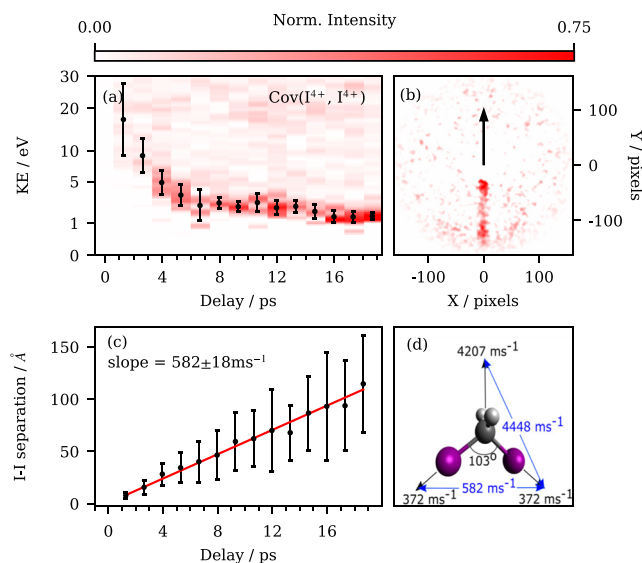 Norm. Intensity
0.00 0.75
(a) Cov(I⁴⁺, I⁴⁺)
KE / eV
30
20
10
5
1
0
0 4 8 12 16
Delay / ps
(b)
Y / pixels
100
0
-100
-100 0 100
X / pixels
(c)
slope = 582±18ms⁻¹
I-I separation / Å
150
100
50
0
0 4 8 12 16
Delay / ps
(d)
4207 ms⁻¹
4448 ms⁻¹
103°
372 ms⁻¹ 582 ms⁻¹ 372 ms⁻¹